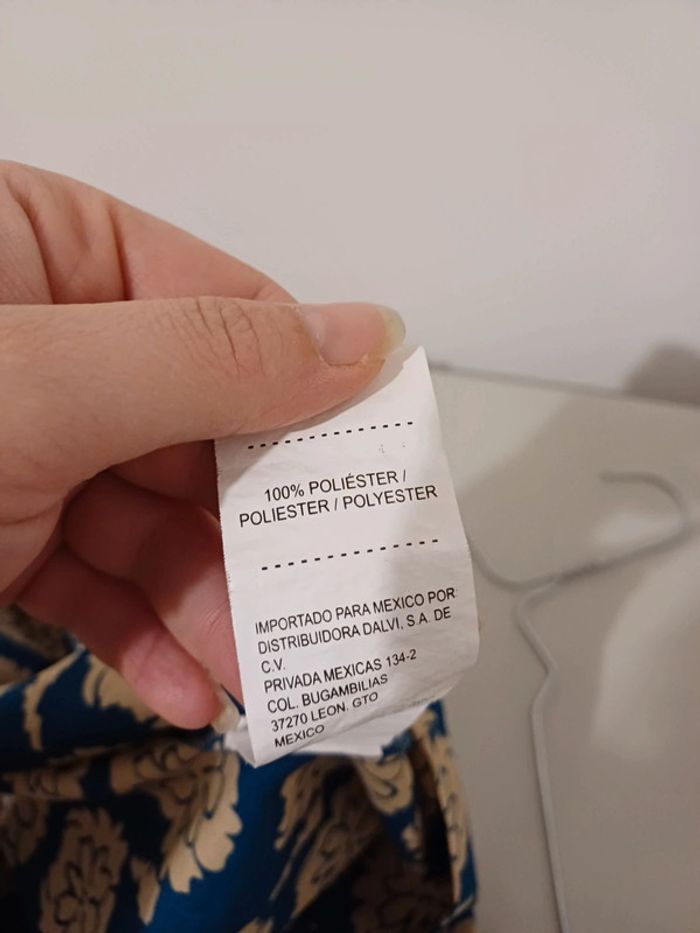 100% POLIÉSTER /
POLIESTER / POLYESTER
IMPORTADO PARA MEXICO POR:
DISTRIBUIDORA DALVI, S.A. DE
C.V.
PRIVADA MEXICAS 134-2
COL. BUGAMBILIAS
37270 LEON. GTO
MEXICO